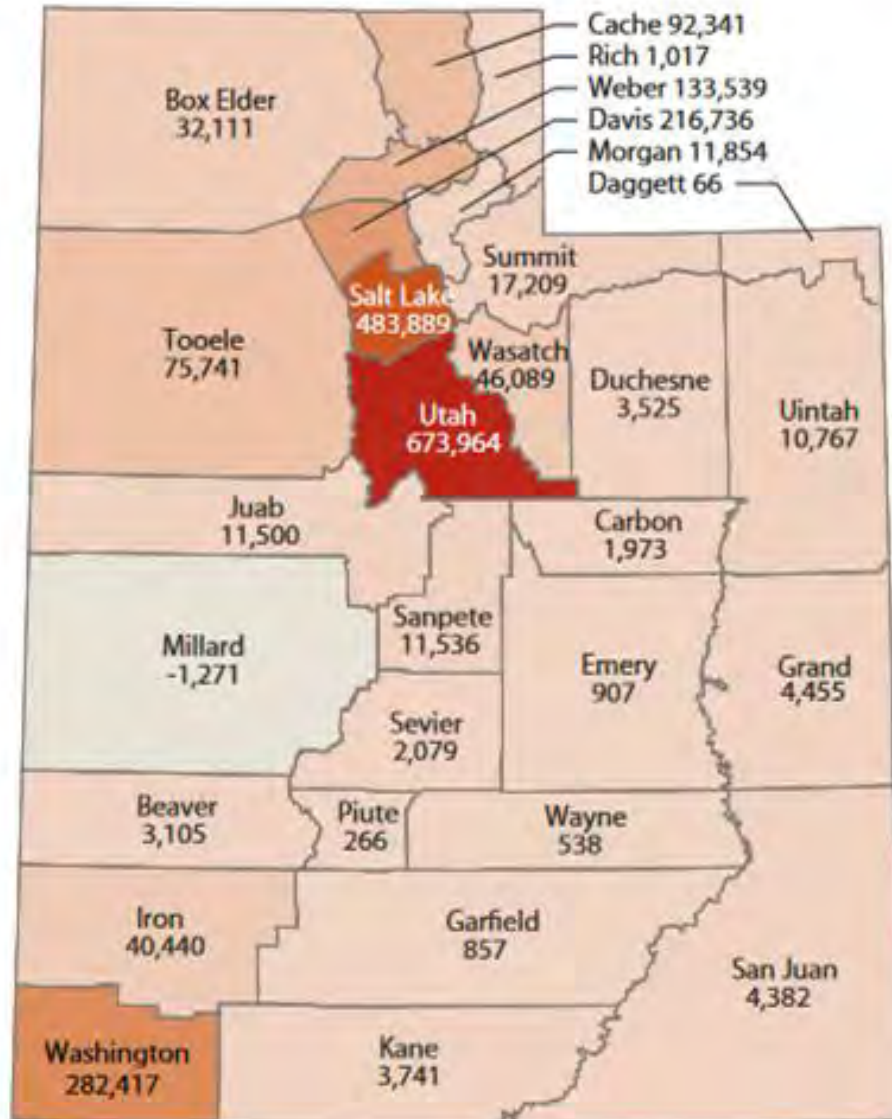 Cache 92,341
Rich 1,017
Weber 133,539
Davis 216,736
Morgan 11,854
Daggett 66
Box Elder
32,111
Summit
17,209
Salt Lake
483,889
Tooele
75,741
Wasatch
46,089
Duchesne
3,525
Uintah
10,767
Utah
673,964
Juab
11,500
Carbon
1,973
Sanpete
11,536
Millard
-1,271
Emery
907
Grand
4,455
Sevier
2,079
Beaver
3,105
Piute
266
Wayne
538
Iron
40,440
Garfield
857
San Juan
4,382
Washington
282,417
Kane
3,741